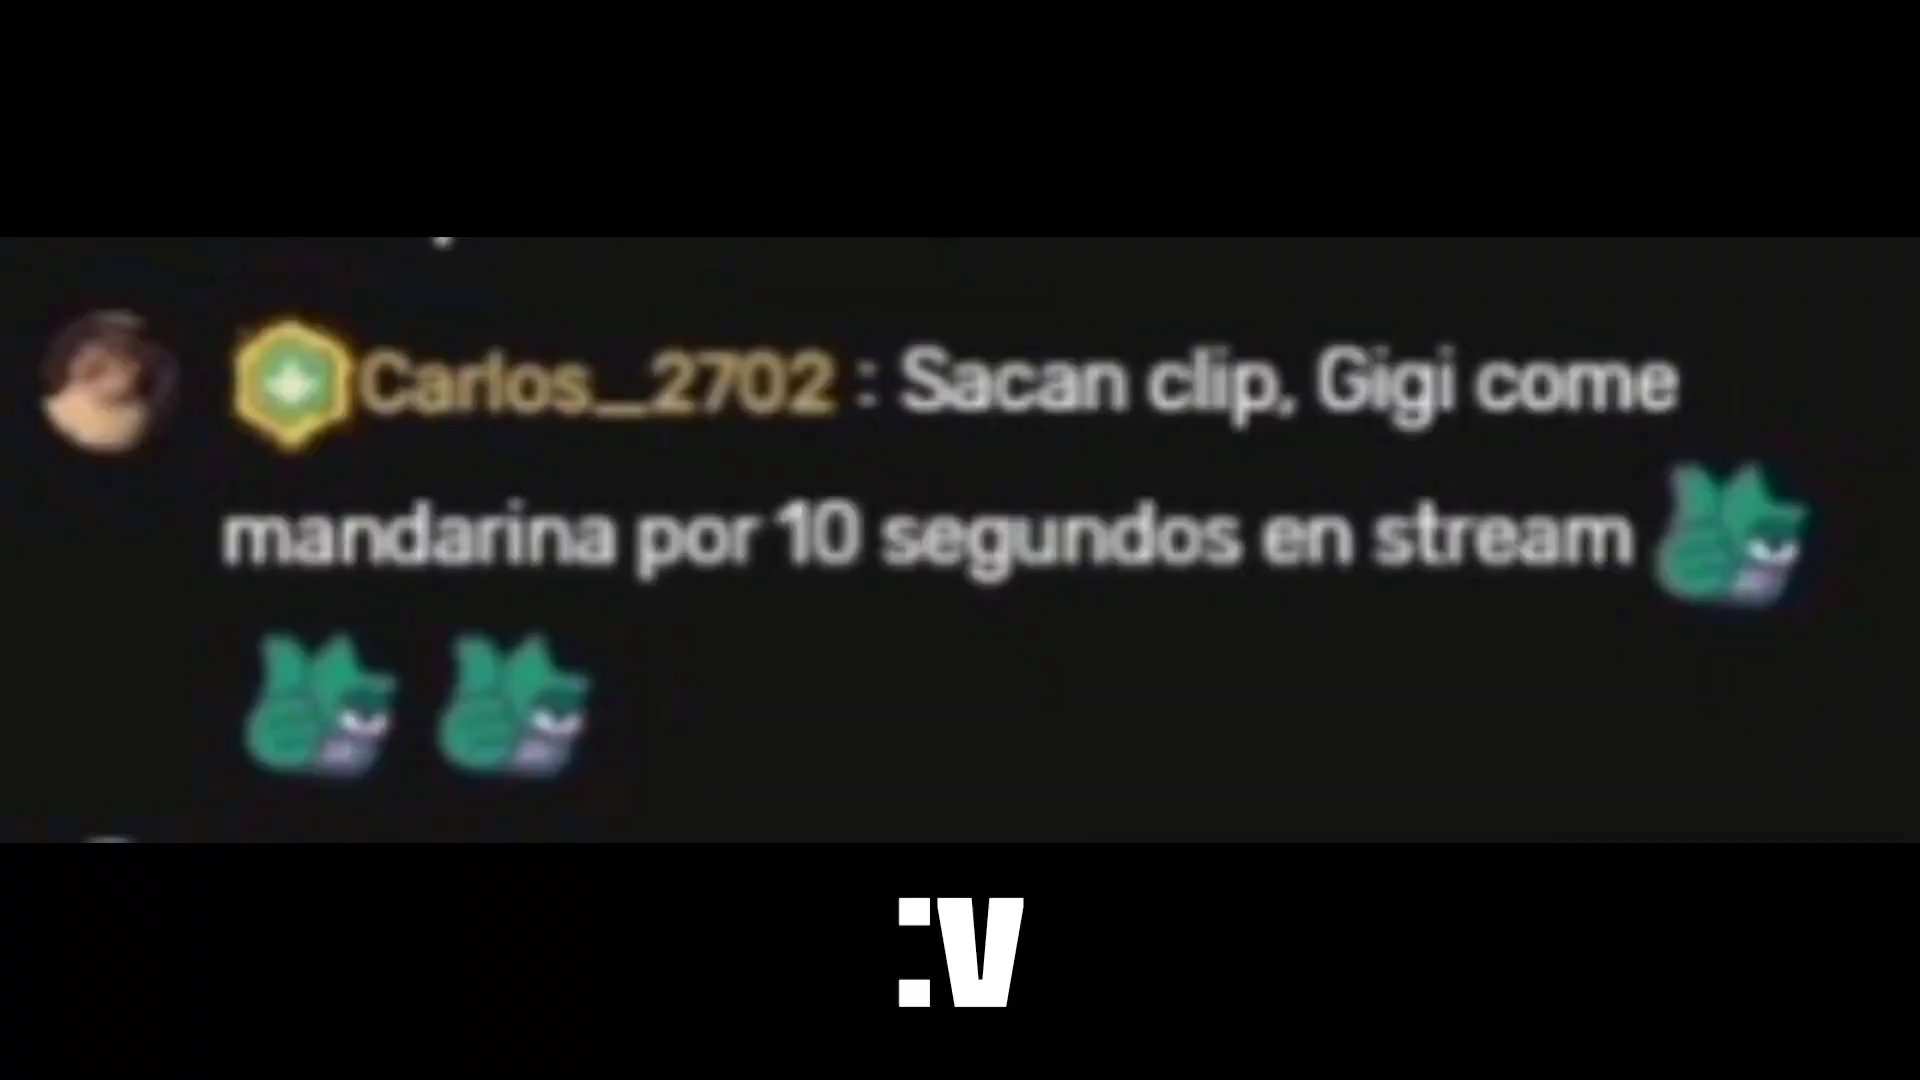 Carlos_2702 : Sacan clip, Gigi come
mandarina por 10 segundos en stream
:v